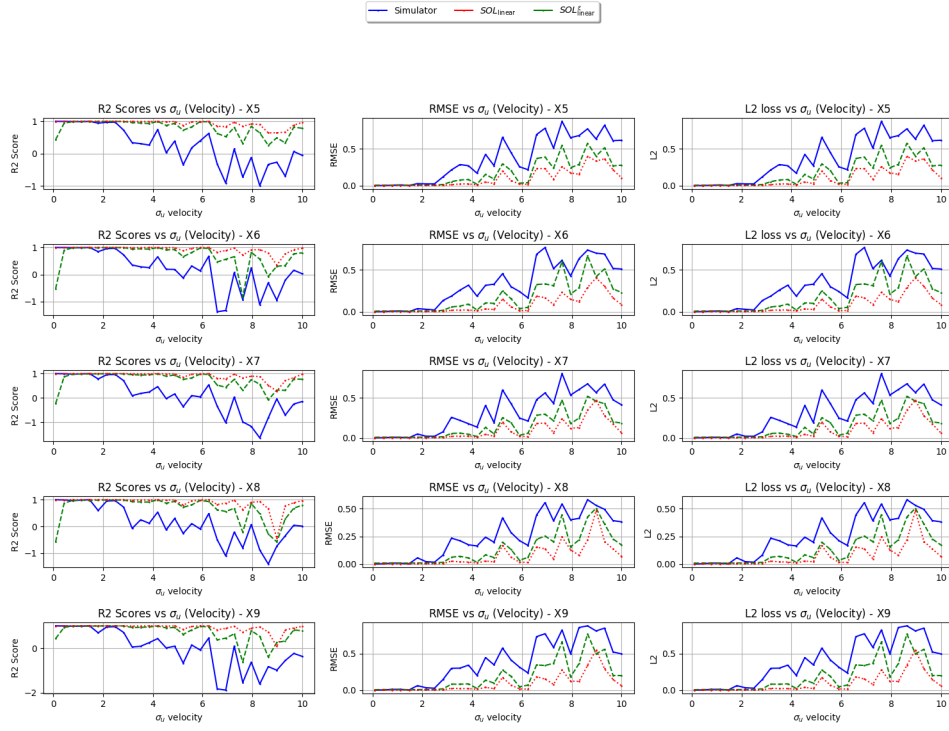 Simulator SOL_linear SOL^ξ_linear
R2 Scores vs σ_u (Velocity) - X5 RMSE vs σ_u (Velocity) - X5 L2 loss vs σ_u (Velocity) - X5
R2 Score RMSE L2
1 0 −1 0.5 0.0 0.5 0.0
0 2 4 6 8 10 0 2 4 6 8 10 0 2 4 6 8 10
σ_u velocity σ_u velocity σ_u velocity
R2 Scores vs σ_u (Velocity) - X6 RMSE vs σ_u (Velocity) - X6 L2 loss vs σ_u (Velocity) - X6
R2 Score RMSE L2
1 0 −1 0.5 0.0 0.5 0.0
0 2 4 6 8 10 0 2 4 6 8 10 0 2 4 6 8 10
σ_u velocity σ_u velocity σ_u velocity
R2 Scores vs σ_u (Velocity) - X7 RMSE vs σ_u (Velocity) - X7 L2 loss vs σ_u (Velocity) - X7
R2 Score RMSE L2
1 0 −1 0.5 0.0 0.5 0.0
0 2 4 6 8 10 0 2 4 6 8 10 0 2 4 6 8 10
σ_u velocity σ_u velocity σ_u velocity
R2 Scores vs σ_u (Velocity) - X8 RMSE vs σ_u (Velocity) - X8 L2 loss vs σ_u (Velocity) - X8
R2 Score RMSE L2
1 0 −1 0.50 0.25 0.00 0.50 0.25 0.00
0 2 4 6 8 10 0 2 4 6 8 10 0 2 4 6 8 10
σ_u velocity σ_u velocity σ_u velocity
R2 Scores vs σ_u (Velocity) - X9 RMSE vs σ_u (Velocity) - X9 L2 loss vs σ_u (Velocity) - X9
R2 Score RMSE L2
0 −2 0.5 0.0 0.5 0.0
0 2 4 6 8 10 0 2 4 6 8 10 0 2 4 6 8 10
σ_u velocity σ_u velocity σ_u velocity